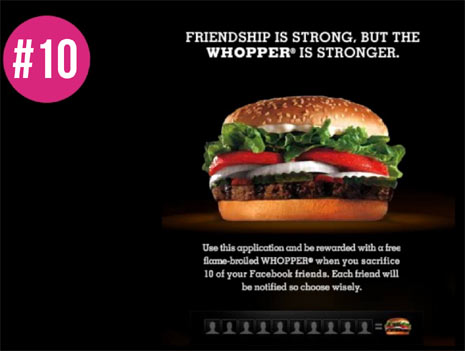 #10
FRIENDSHIP IS STRONG, BUT THE
WHOPPER® IS STRONGER.
Use this application and be rewarded with a free
flame-broiled WHOPPER® when you sacrifice
10 of your Facebook friends. Each friend will
be notified so choose wisely.
=